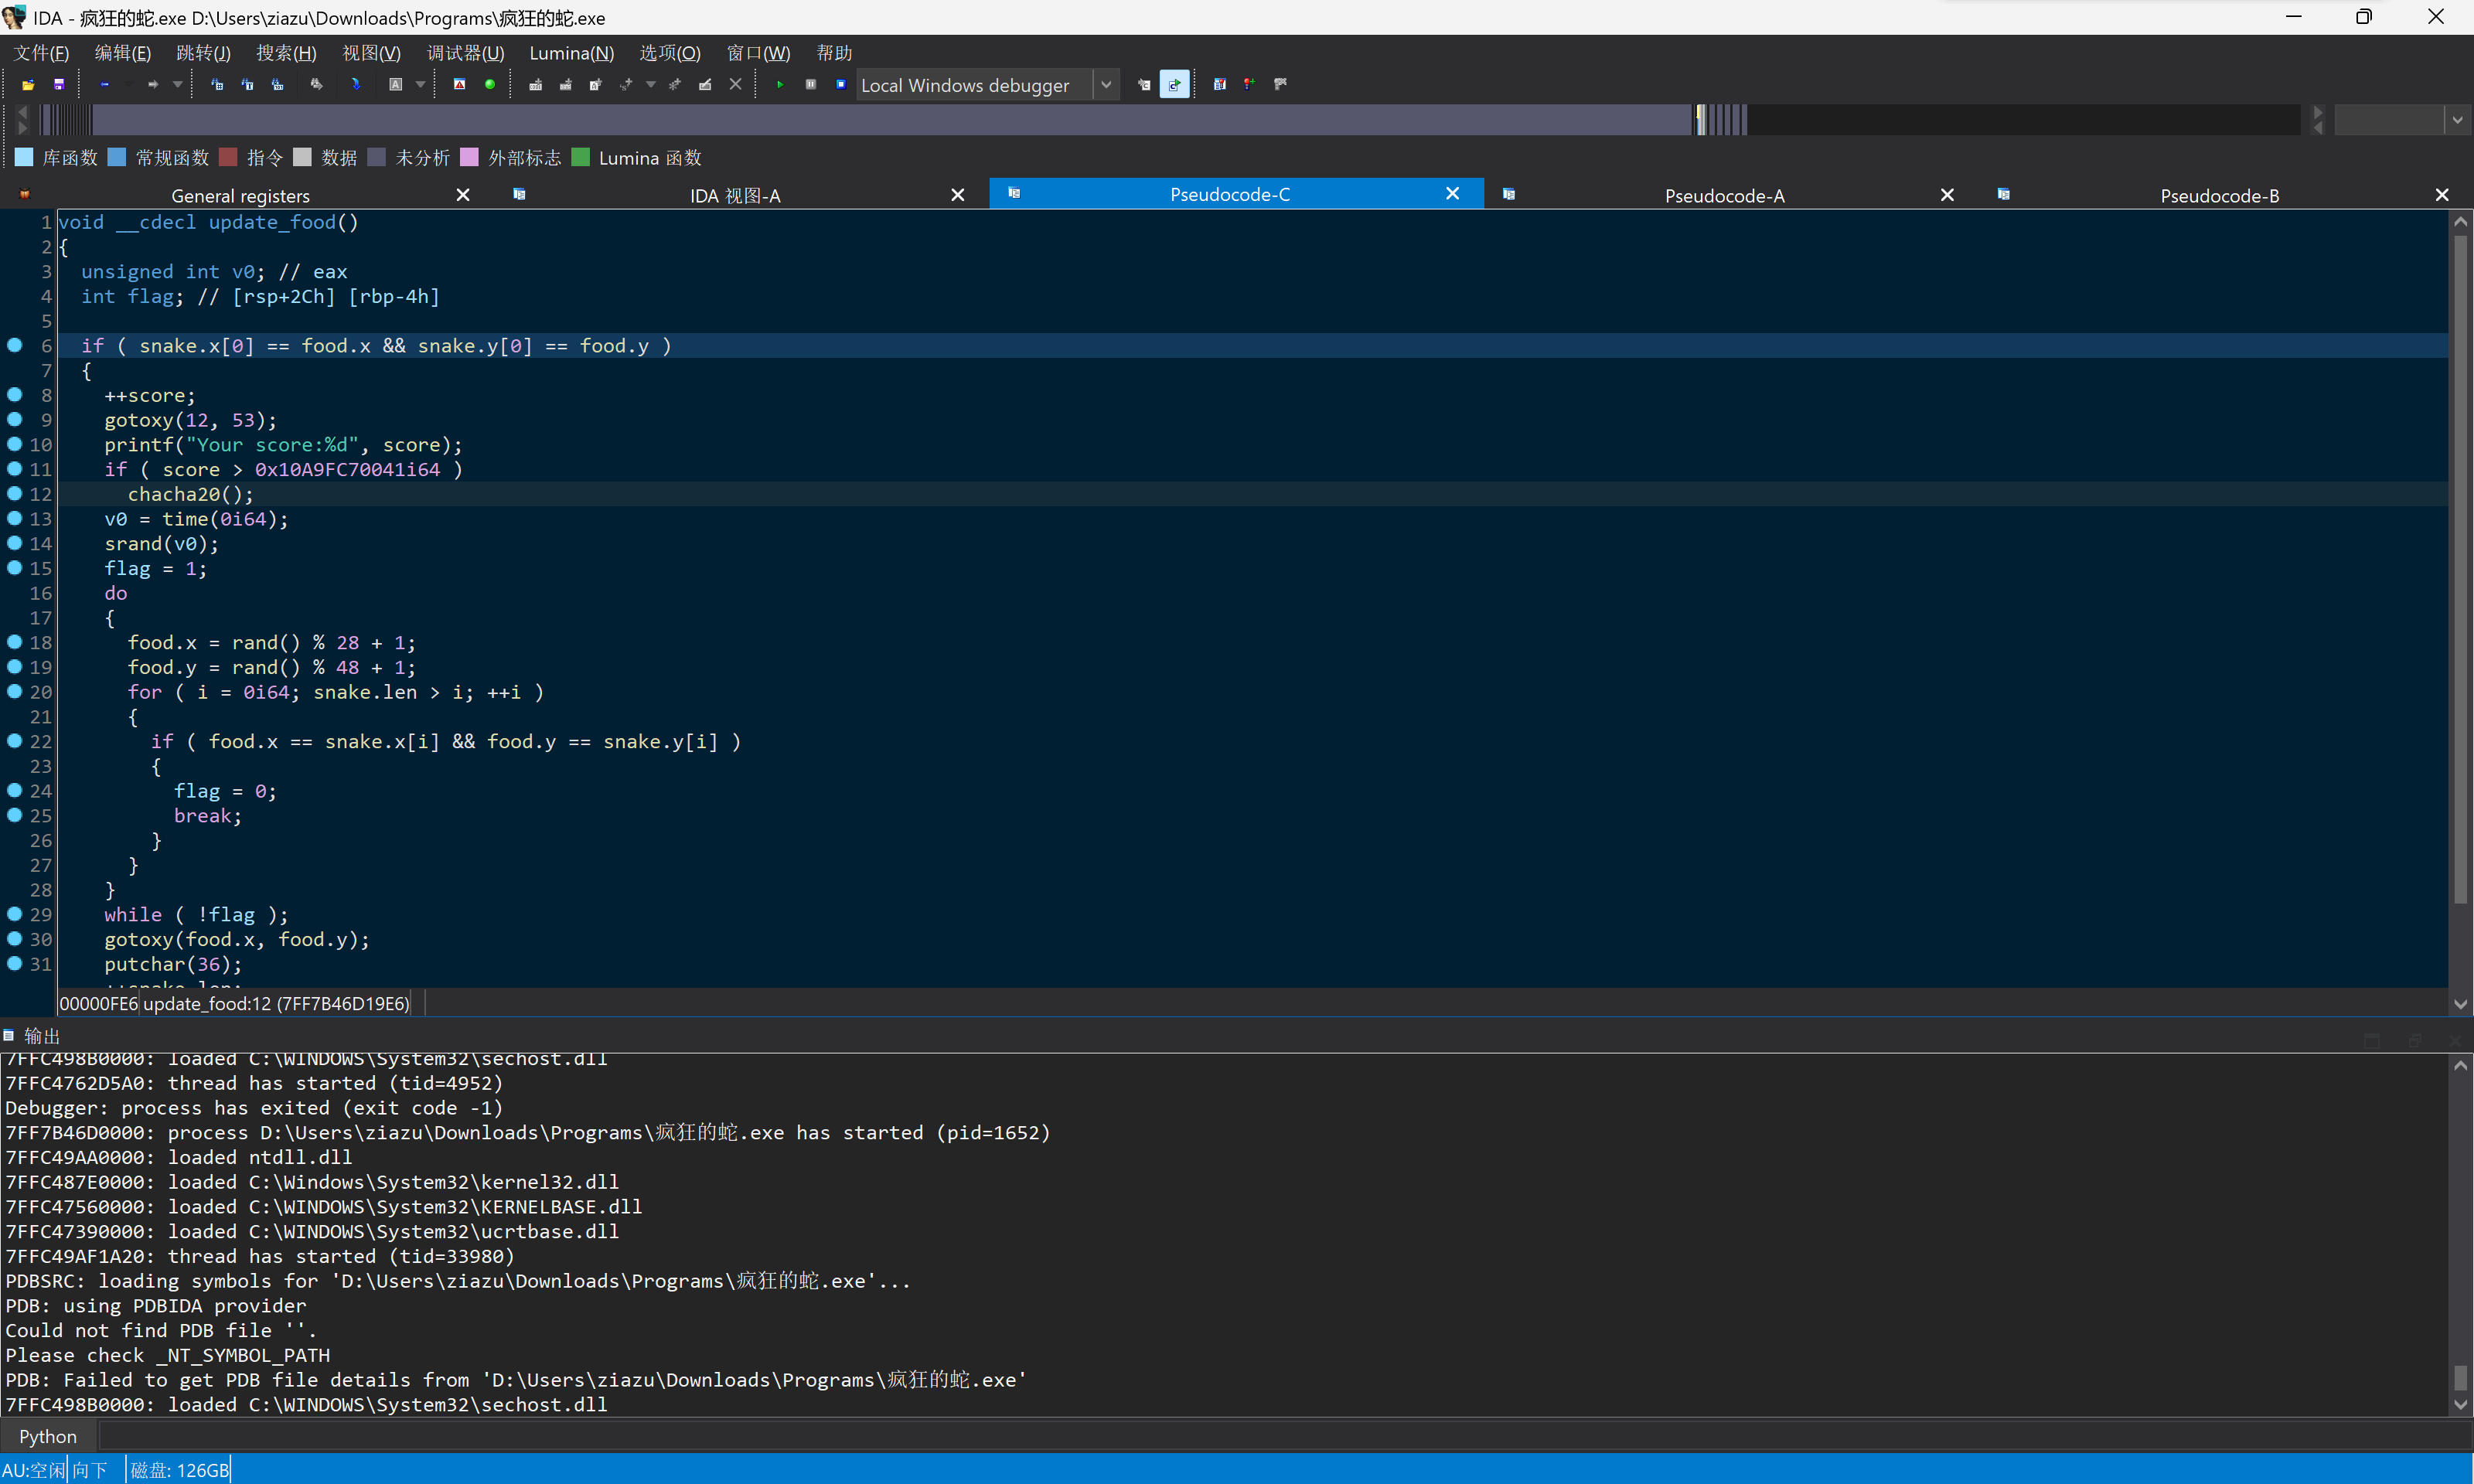 IDA - 疯狂的蛇.exe D:\Users\ziazu\Downloads\Programs\疯狂的蛇.exe
文件(F) 编辑(E) 跳转(J) 搜索(H) 视图(V) 调试器(U) Lumina(N) 选项(O) 窗口(W) 帮助
Local Windows debugger
库函数 常规函数 指令 数据 未分析 外部标志 Lumina 函数
General registers IDA 视图-A Pseudocode-C Pseudocode-A Pseudocode-B
1 void __cdecl update_food()
2 {
3 unsigned int v0; // eax
4 int flag; // [rsp+2Ch] [rbp-4h]
5
6 if ( snake.x[0] == food.x && snake.y[0] == food.y )
7 {
8 ++score;
9 gotoxy(12, 53);
10 printf("Your score:%d", score);
11 if ( score > 0x10A9FC70041i64 )
12 chacha20();
13 v0 = time(0i64);
14 srand(v0);
15 flag = 1;
16 do
17 {
18 food.x = rand() % 28 + 1;
19 food.y = rand() % 48 + 1;
20 for ( i = 0i64; snake.len > i; ++i )
21 {
22 if ( food.x == snake.x[i] && food.y == snake.y[i] )
23 {
24 flag = 0;
25 break;
26 }
27 }
28 }
29 while ( !flag );
30 gotoxy(food.x, food.y);
31 putchar(36);
++snake.len;
00000FE6 update_food:12 (7FF7B46D19E6)
输出
7FFC498B0000: loaded C:\WINDOWS\System32\sechost.dll
7FFC4762D5A0: thread has started (tid=4952)
Debugger: process has exited (exit code -1)
7FF7B46D0000: process D:\Users\ziazu\Downloads\Programs\疯狂的蛇.exe has started (pid=1652)
7FFC49AA0000: loaded ntdll.dll
7FFC487E0000: loaded C:\Windows\System32\kernel32.dll
7FFC47560000: loaded C:\WINDOWS\System32\KERNELBASE.dll
7FFC47390000: loaded C:\WINDOWS\System32\ucrtbase.dll
7FFC49AF1A20: thread has started (tid=33980)
PDBSRC: loading symbols for 'D:\Users\ziazu\Downloads\Programs\疯狂的蛇.exe'...
PDB: using PDBIDA provider
Could not find PDB file ''.
Please check _NT_SYMBOL_PATH
PDB: Failed to get PDB file details from 'D:\Users\ziazu\Downloads\Programs\疯狂的蛇.exe'
7FFC498B0000: loaded C:\WINDOWS\System32\sechost.dll
Python
AU:空闲 向下 磁盘: 126GB